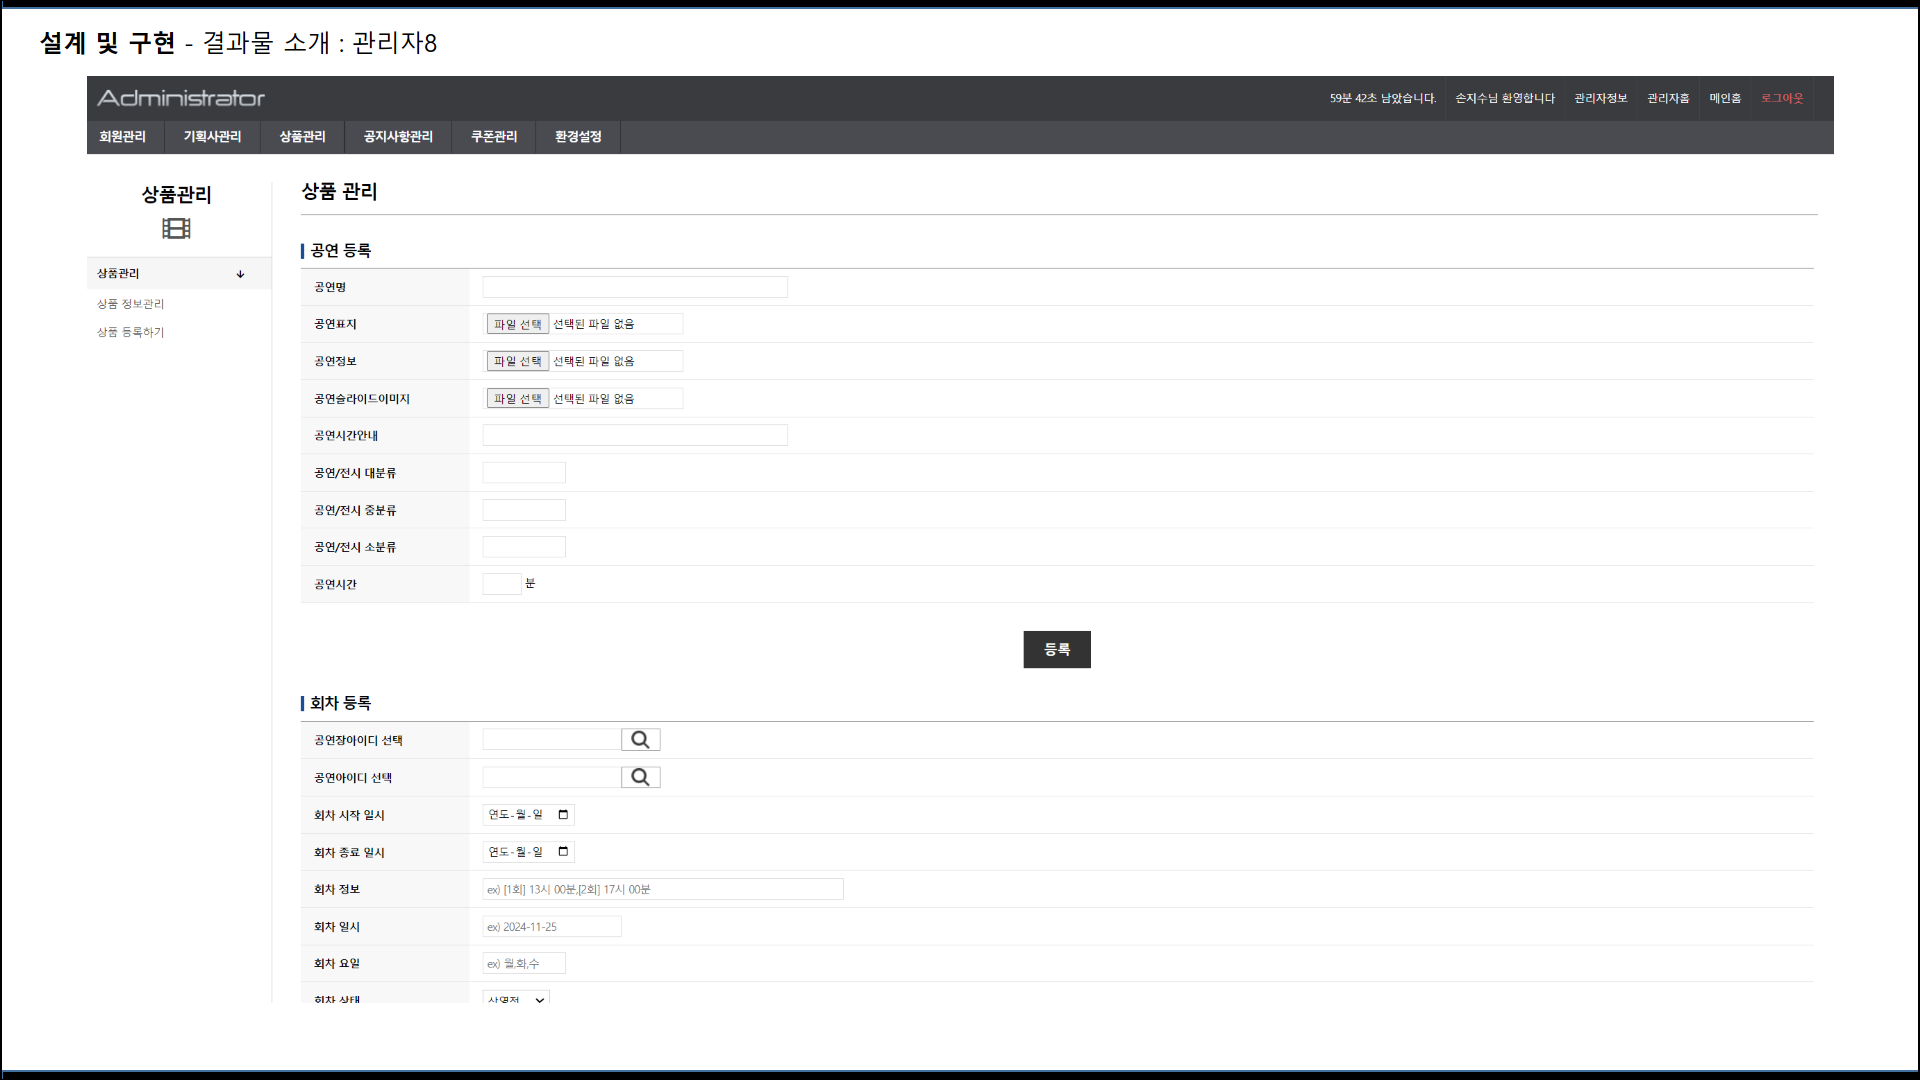 설계 및 구현 - 결과물 소개 : 관리자8
Administrator
59분 42초 남았습니다. 손지수님 환영합니다 관리자정보 관리자홈 메인홈 로그아웃
회원관리 기획사관리 상품관리 공지사항관리 쿠폰관리 환경설정
상품관리
상품관리
상품 정보관리
상품 등록하기
상품 관리
공연 등록
공연명
공연표지 파일 선택 선택된 파일 없음
공연정보 파일 선택 선택된 파일 없음
공연슬라이드이미지 파일 선택 선택된 파일 없음
공연시간안내
공연/전시 대분류
공연/전시 중분류
공연/전시 소분류
공연시간 분
등록
회차 등록
공연장아이디 선택
공연아이디 선택
회차 시작 일시 연도-월-일
회차 종료 일시 연도-월-일
회차 정보 ex) [1회] 13시 00분,[2회] 17시 00분
회차 일시 ex) 2024-11-25
회차 요일 ex) 월,화,수
회차 상태 상영전